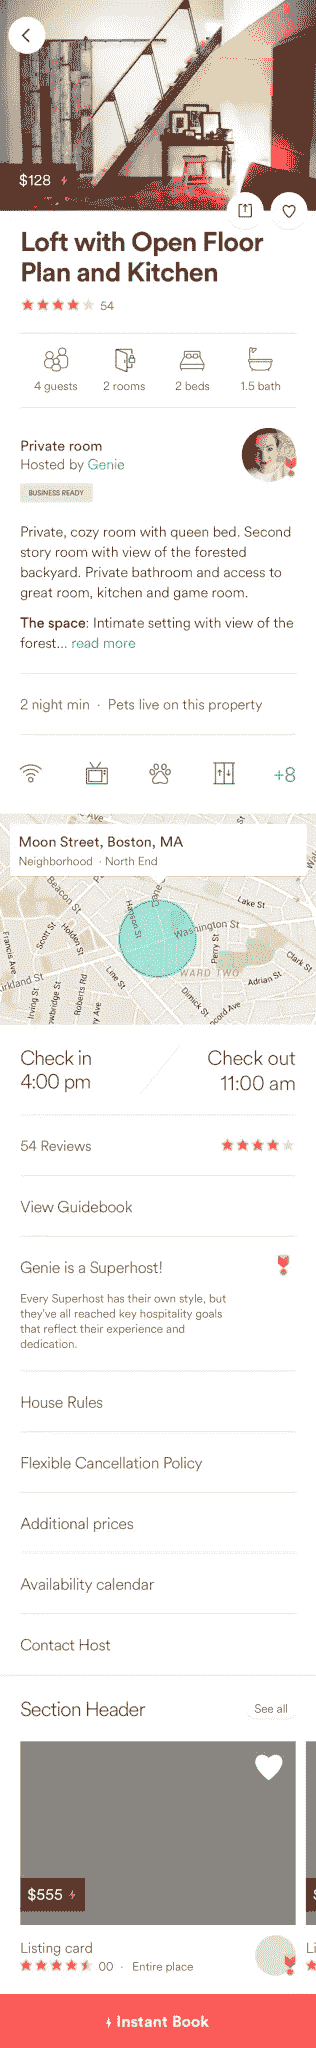 $128
Loft with Open Floor
Plan and Kitchen
54
4 guests 2 rooms 2 beds 1.5 bath
Private room
Hosted by Genie
BUSINESS READY
Private, cozy room with queen bed. Second
story room with view of the forested
backyard. Private bathroom and access to
great room, kitchen and game room.
The space: Intimate setting with view of the
forest... read more
2 night min · Pets live on this property
+8
Moon Street, Boston, MA
Neighborhood · North End
Beacon St
Lake St
Hanson St
Washington St
Scott St
Holden St
Francis Ave
Perry St
Clark St
WARD TWO
Line St
Adrian St
Kirkland St
Irving St
Roberts Rd
Dimick St
Check in Check out
4:00 pm 11:00 am
54 Reviews
View Guidebook
Genie is a Superhost!
Every Superhost has their own style, but
they've all reached key hospitality goals
that reflect their experience and
dedication.
House Rules
Flexible Cancellation Policy
Additional prices
Availability calendar
Contact Host
Section Header See all
$555
Listing card Li
00 · Entire place
Instant Book